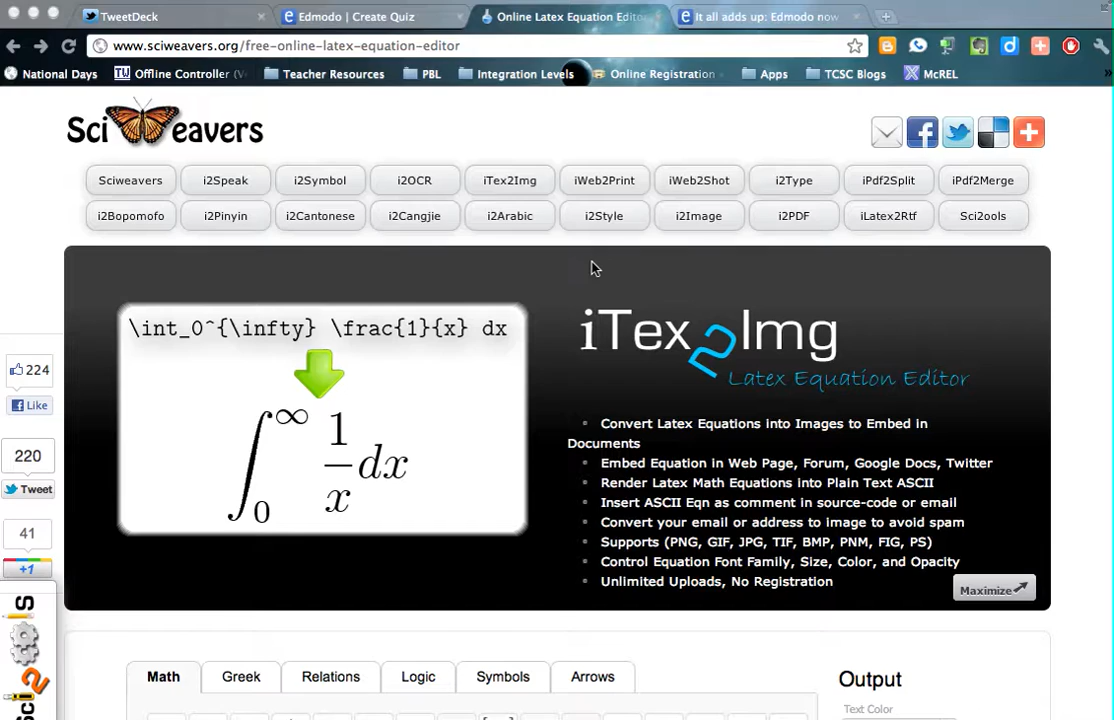 TweetDeck
Edmodo | Create Quiz
Online Latex Equation Edito
It all adds up: Edmodo now
www.sciweavers.org/free-online-latex-equation-editor
National Days
Offline Controller (V
Teacher Resources
PBL
Integration Levels
Online Registration
Apps
TCSC Blogs
McREL
Sci eavers
Sciweavers i2Speak i2Symbol i2OCR iTex2Img iWeb2Print iWeb2Shot i2Type iPdf2Split iPdf2Merge
i2Bopomofo i2Pinyin i2Cantonese i2Cangjie i2Arabic i2Style i2Image i2PDF iLatex2Rtf Sci2ools
\int_0^{\infty} \frac{1}{x} dx
∫₀^∞ 1/x dx
iTex2Img
Latex Equation Editor
Convert Latex Equations into Images to Embed in
Documents
Embed Equation in Web Page, Forum, Google Docs, Twitter
Render Latex Math Equations into Plain Text ASCII
Insert ASCII Eqn as comment in source-code or email
Convert your email or address to image to avoid spam
Supports (PNG, GIF, JPG, TIF, BMP, PNM, FIG, PS)
Control Equation Font Family, Size, Color, and Opacity
Unlimited Uploads, No Registration
Maximize
224
Like
220
Tweet
41
+1
Math Greek Relations Logic Symbols Arrows
Output
Text Color